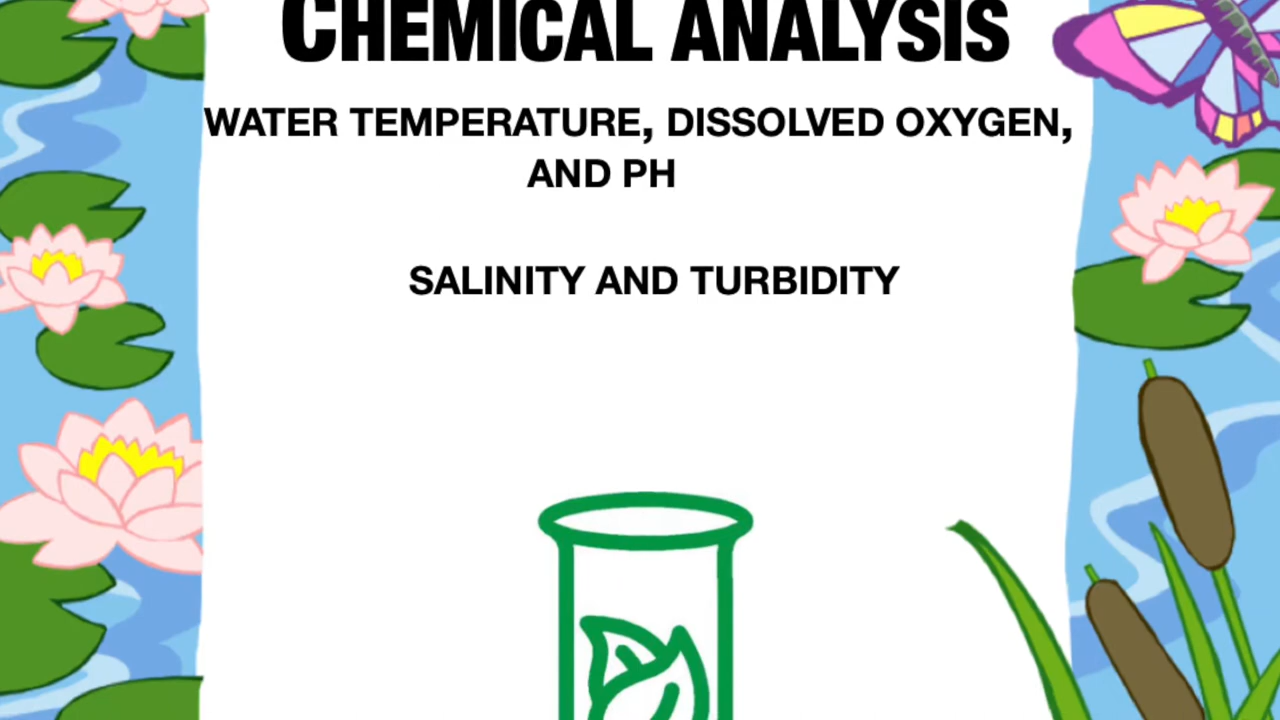 CHEMICAL ANALYSIS
WATER TEMPERATURE, DISSOLVED OXYGEN,
AND PH
SALINITY AND TURBIDITY